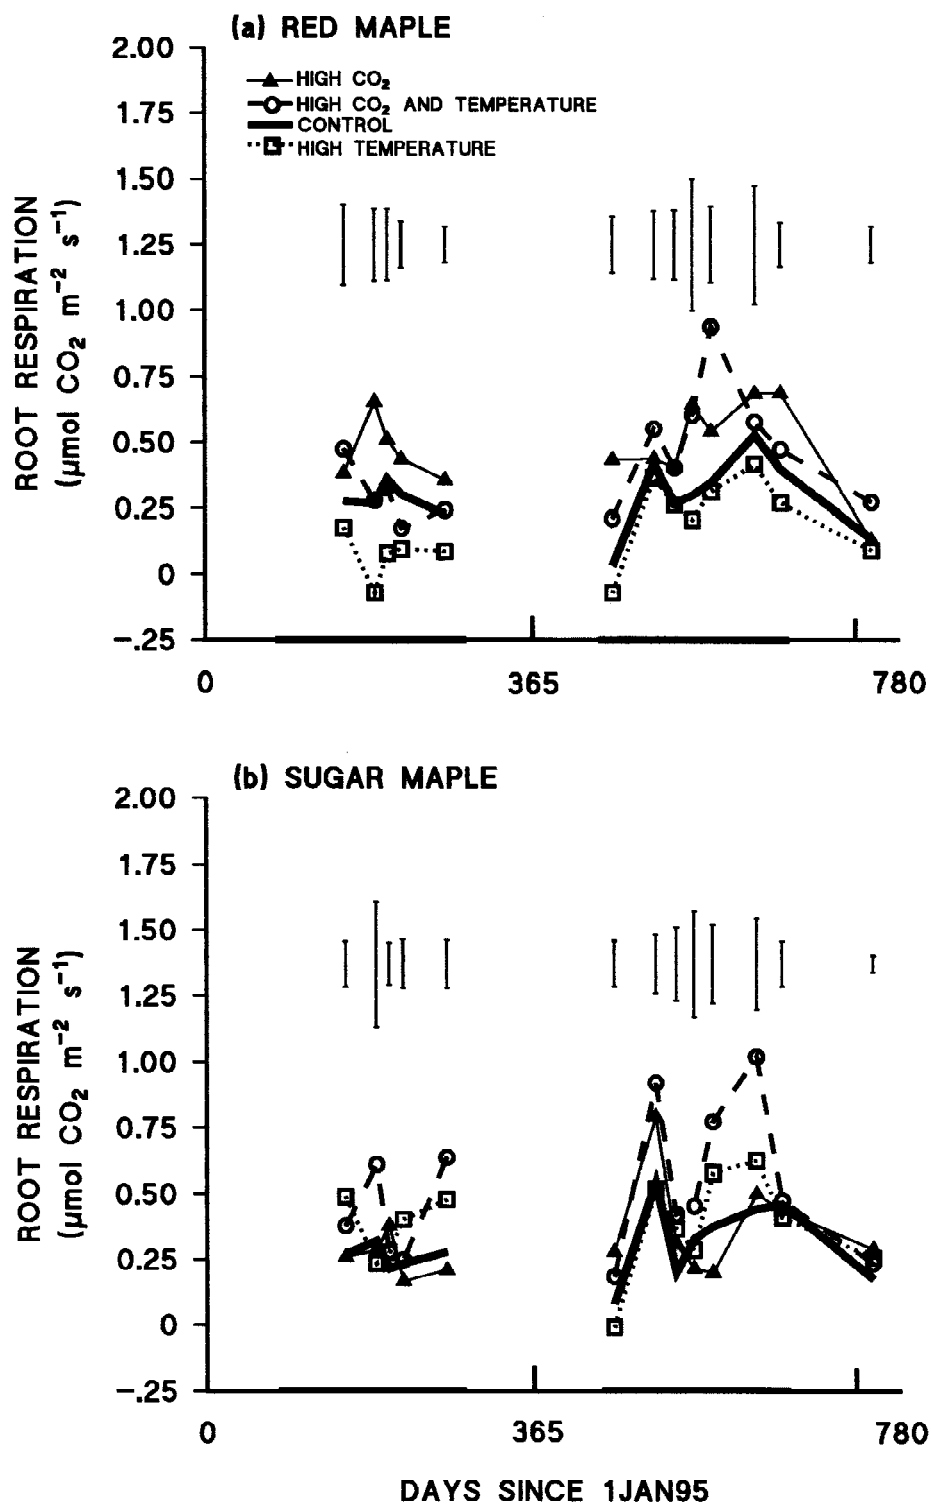 (a) RED MAPLE
2.00
HIGH CO₂
HIGH CO₂ AND TEMPERATURE
CONTROL
HIGH TEMPERATURE
1.75
1.50
1.25
1.00
0.75
0.50
0.25
0
-.25
ROOT RESPIRATION
(μmol CO₂ m⁻² s⁻¹)
0 365 780
(b) SUGAR MAPLE
2.00
1.75
1.50
1.25
1.00
0.75
0.50
0.25
0
-.25
ROOT RESPIRATION
(μmol CO₂ m⁻² s⁻¹)
0 365 780
DAYS SINCE 1JAN95